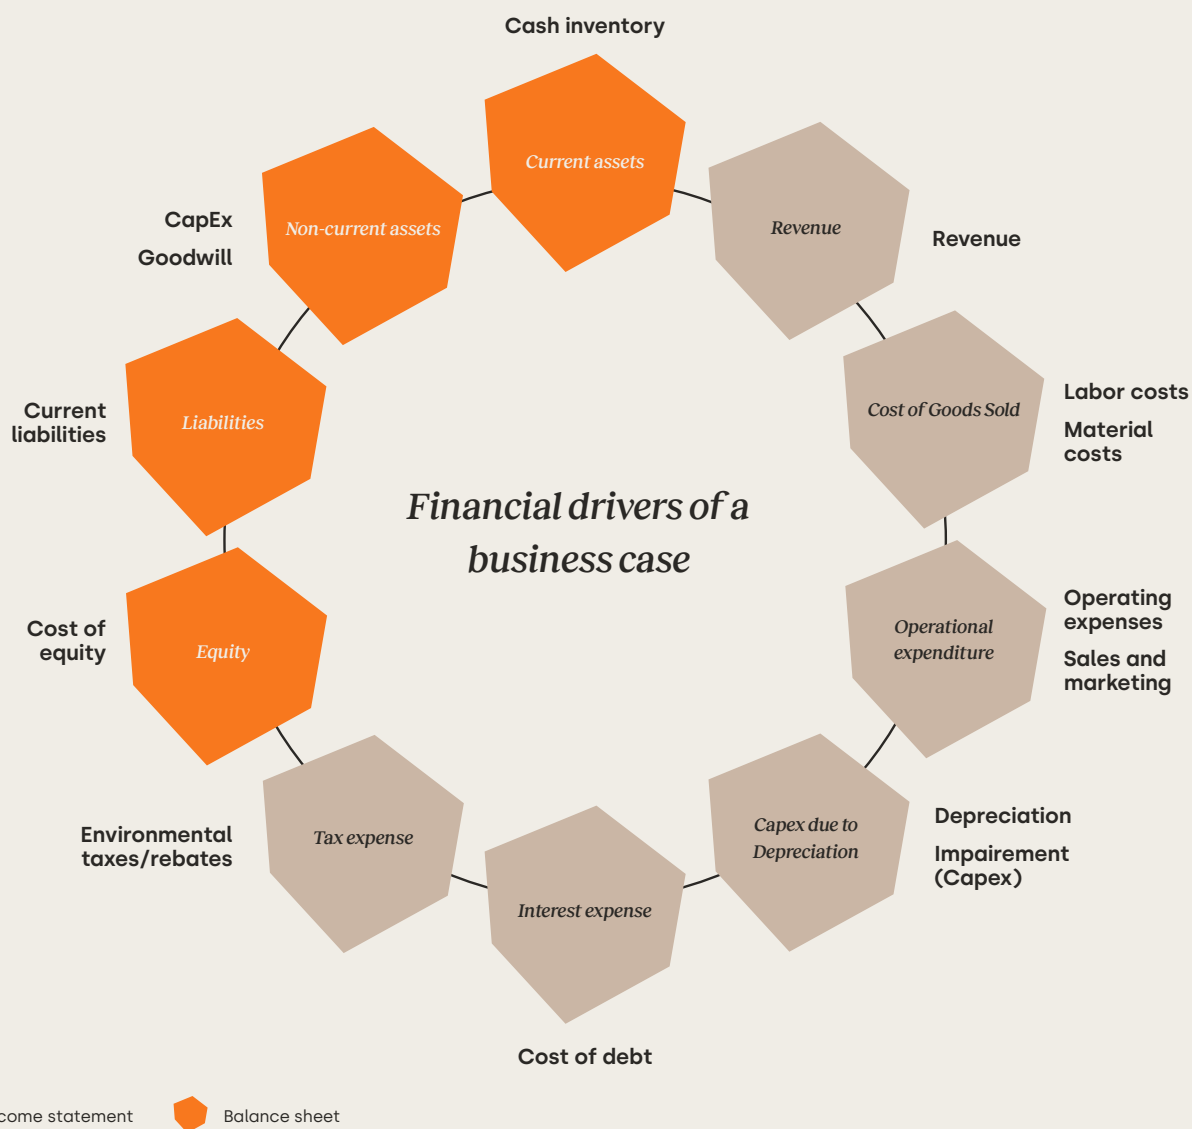 Cash inventory
Current assets
Revenue
Revenue
Non-current assets
CapEx
Goodwill
Cost of Goods Sold
Labor costs
Material
costs
Liabilities
Current
liabilities
Financial drivers of a
business case
Operational
expenditure
Operating
expenses
Sales and
marketing
Equity
Cost of
equity
Capex due to
Depreciation
Depreciation
Impairement
(Capex)
Tax expense
Environmental
taxes/rebates
Interest expense
Cost of debt
come statement
Balance sheet